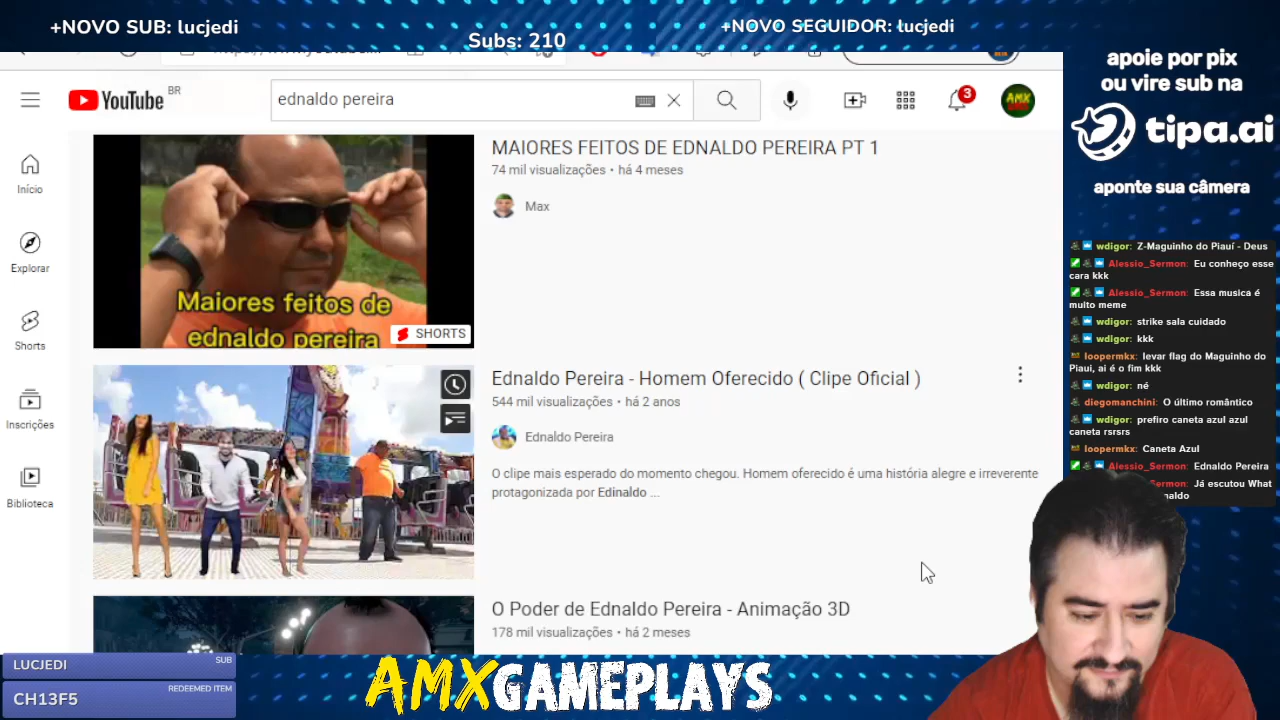 +NOVO SUB: lucjedi
Subs: 210
+NOVO SEGUIDOR: lucjedi
YouTube BR
ednaldo pereira
3
AMX
Início
Explorar
Shorts
Inscrições
Biblioteca
Maiores feitos de
ednaldo pereira
SHORTS
MAIORES FEITOS DE EDNALDO PEREIRA PT 1
74 mil visualizações • há 4 meses
Max
Ednaldo Pereira - Homem Oferecido ( Clipe Oficial )
544 mil visualizações • há 2 anos
Ednaldo Pereira
O clipe mais esperado do momento chegou. Homem oferecido é uma história alegre e irreverente
protagonizada por Edinaldo ...
O Poder de Ednaldo Pereira - Animação 3D
178 mil visualizações • há 2 meses
apoie por pix
ou vire sub na
tipa.ai
aponte sua câmera
wdigor: Z-Maguinho do Piauí - Deus
Alessio_Sermon: Eu conheço esse
cara kkk
Alessio_Sermon: Essa musica é
multo meme
wdigor: strike sala cuidado
wdigor: kkk
loopermkx: levar flag do Maguinho do
Piaui, ai é o fim kkk
wdigor: né
diegomanchini: O último romântico
wdigor: prefiro caneta azul azul
caneta rsrsrs
loopermkx: Caneta Azul
Alessio_Sermon: Ednaldo Pereira
Sermon: Já escutou What
naldo
LUCJEDI SUB
CH13F5 REDEEMED ITEM
AMXGAMEPLAYS